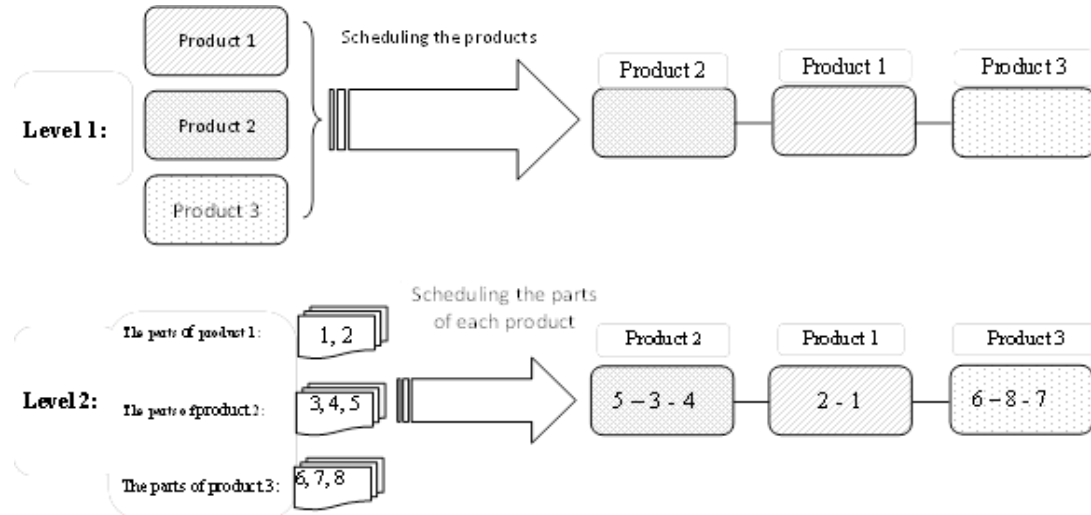 Level 1:
Product 1
Product 2
Product 3
Scheduling the products
Product 2
Product 1
Product 3
Level 2:
The parts of product 1:
1, 2
The parts of product 2:
3, 4, 5
The parts of product 3:
6, 7, 8
Scheduling the parts
of each product
Product 2
Product 1
Product 3
5 – 3 - 4
2 - 1
6 – 8 - 7